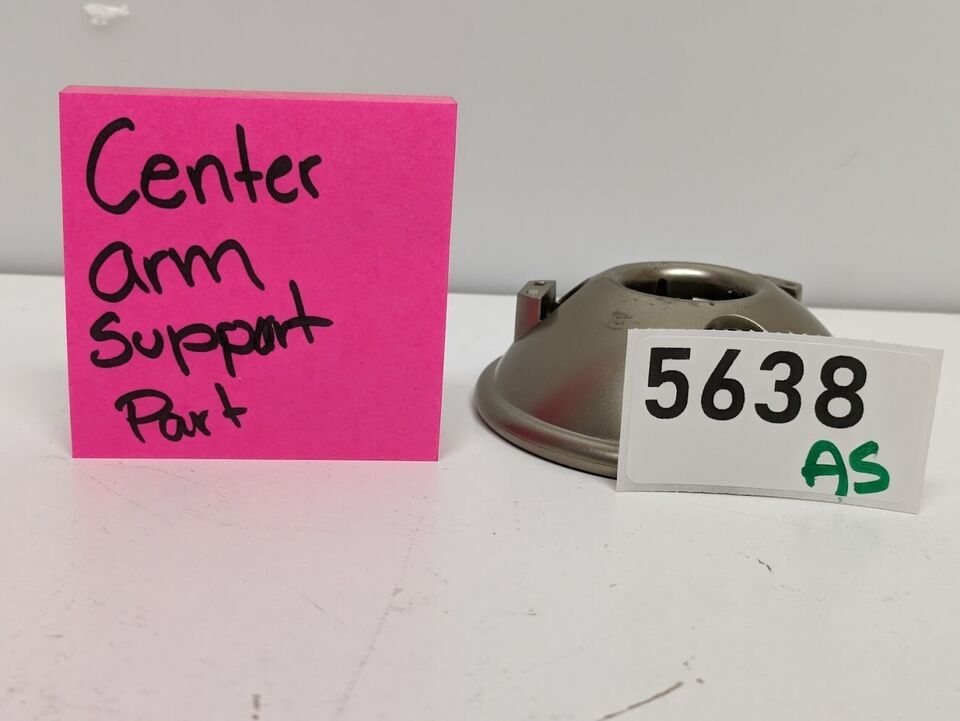 Center
arm
support
Part
5638
AS